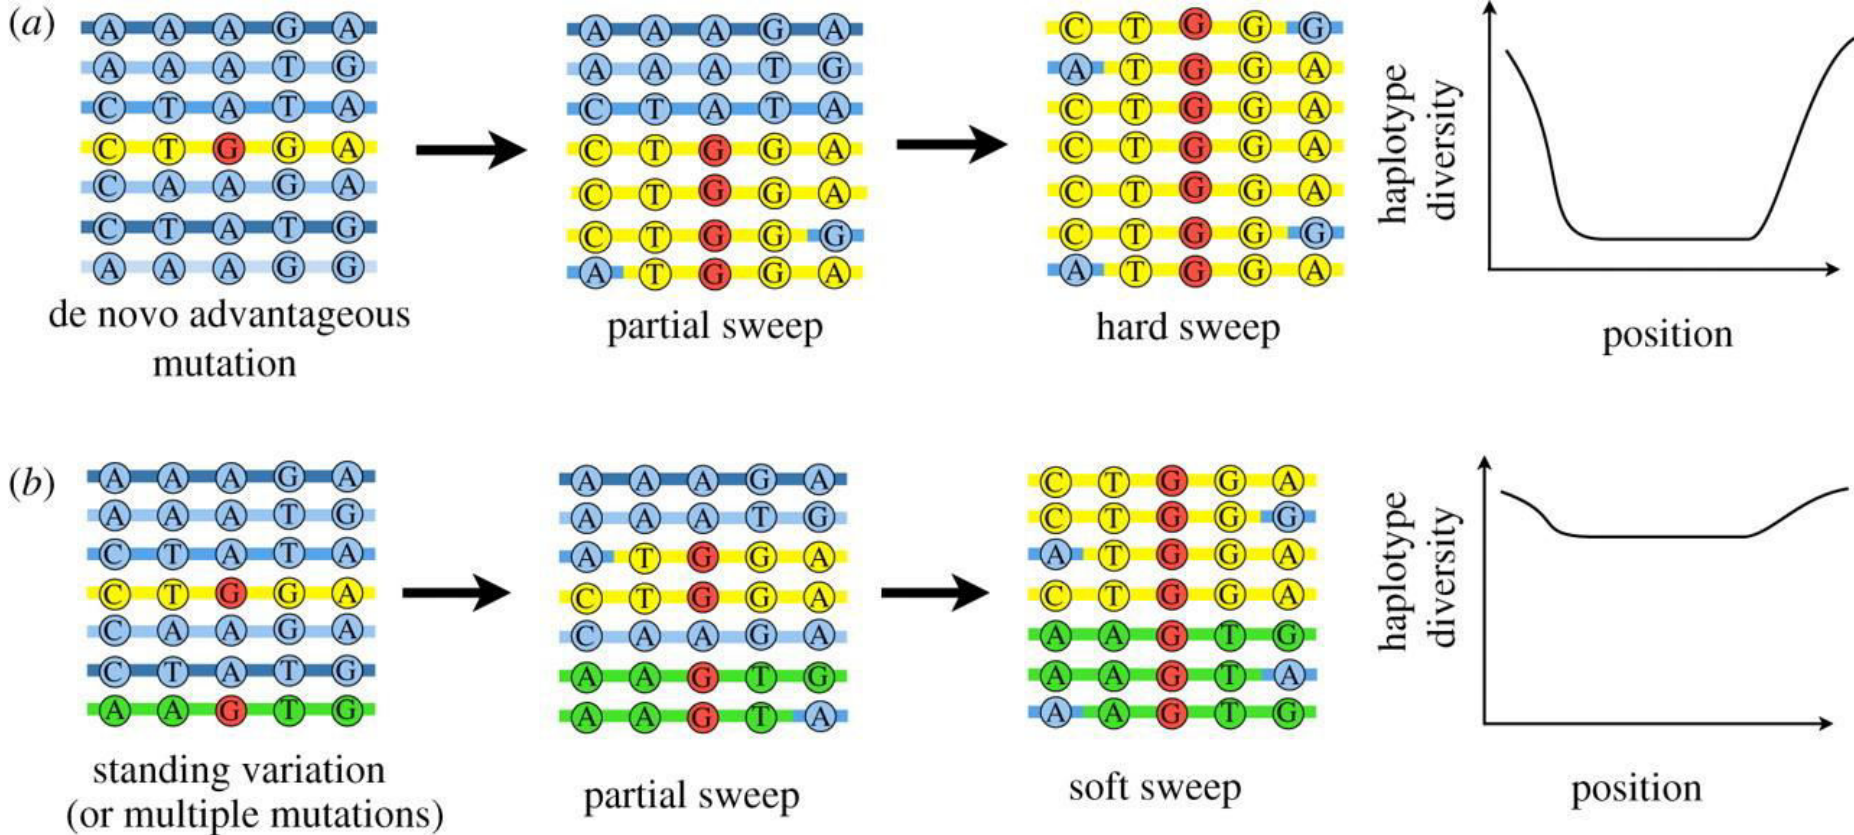 (a)
A A A G A
A A A T G
C T A T A
C T G G A
C A A G A
C T A T G
A A A G G
de novo advantageous
mutation
A A A G A
A A A T G
C T A T A
C T G G A
C T G G A
C T G G G
A T G G A
partial sweep
C T G G G
A T G G A
C T G G A
C T G G A
C T G G A
C T G G G
A T G G A
hard sweep
haplotype
diversity
position
(b)
A A A G A
A A A T G
C T A T A
C T G G A
C A A G A
C T A T G
A A G T G
standing variation
(or multiple mutations)
A A A G A
A A A T G
A T G G A
C T G G A
C A A G A
A A G T G
A A G T A
partial sweep
C T G G A
C T G G G
A T G G A
C T G G A
A A G T G
A A G T A
A A G T G
soft sweep
haplotype
diversity
position